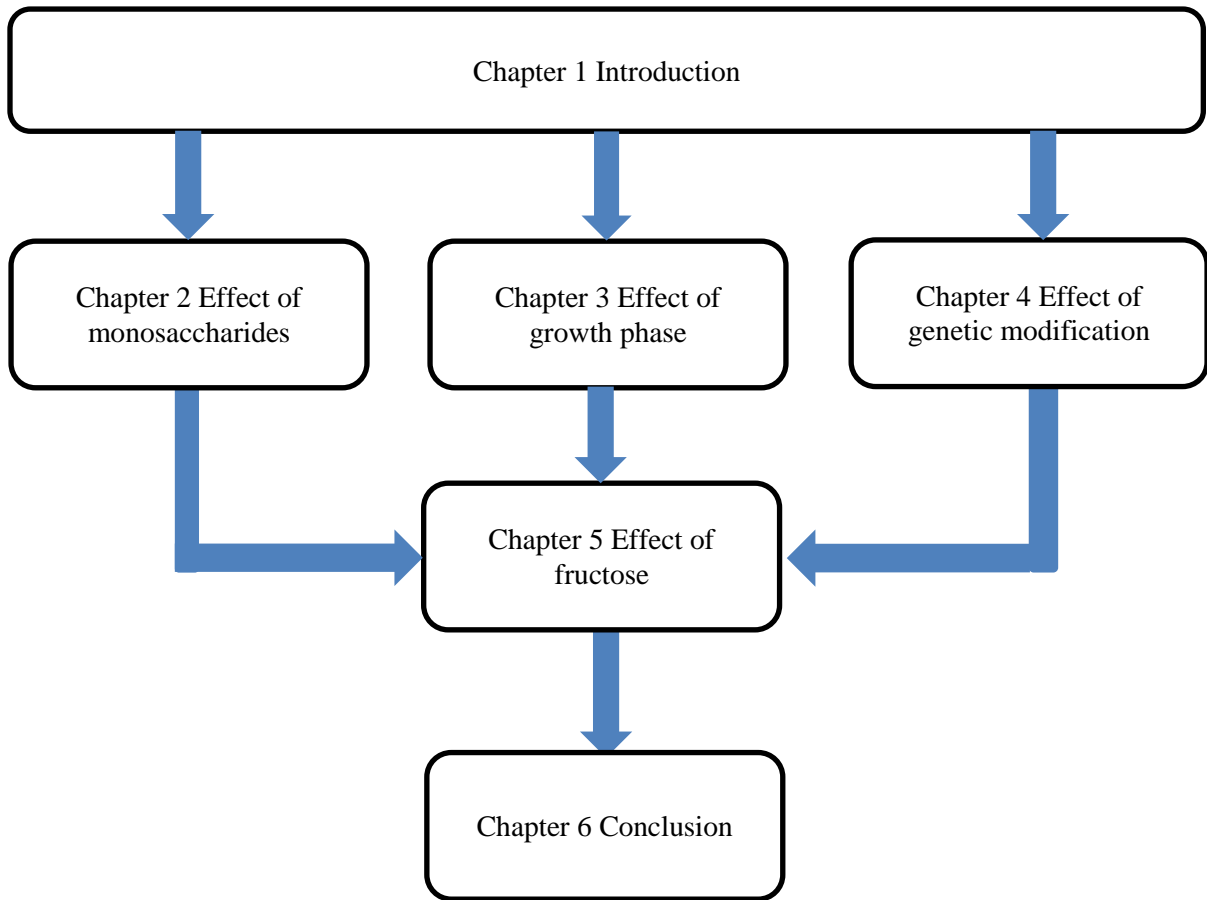 Chapter 1 Introduction
Chapter 2 Effect of
monosaccharides
Chapter 3 Effect of
growth phase
Chapter 4 Effect of
genetic modification
Chapter 5 Effect of
fructose
Chapter 6 Conclusion